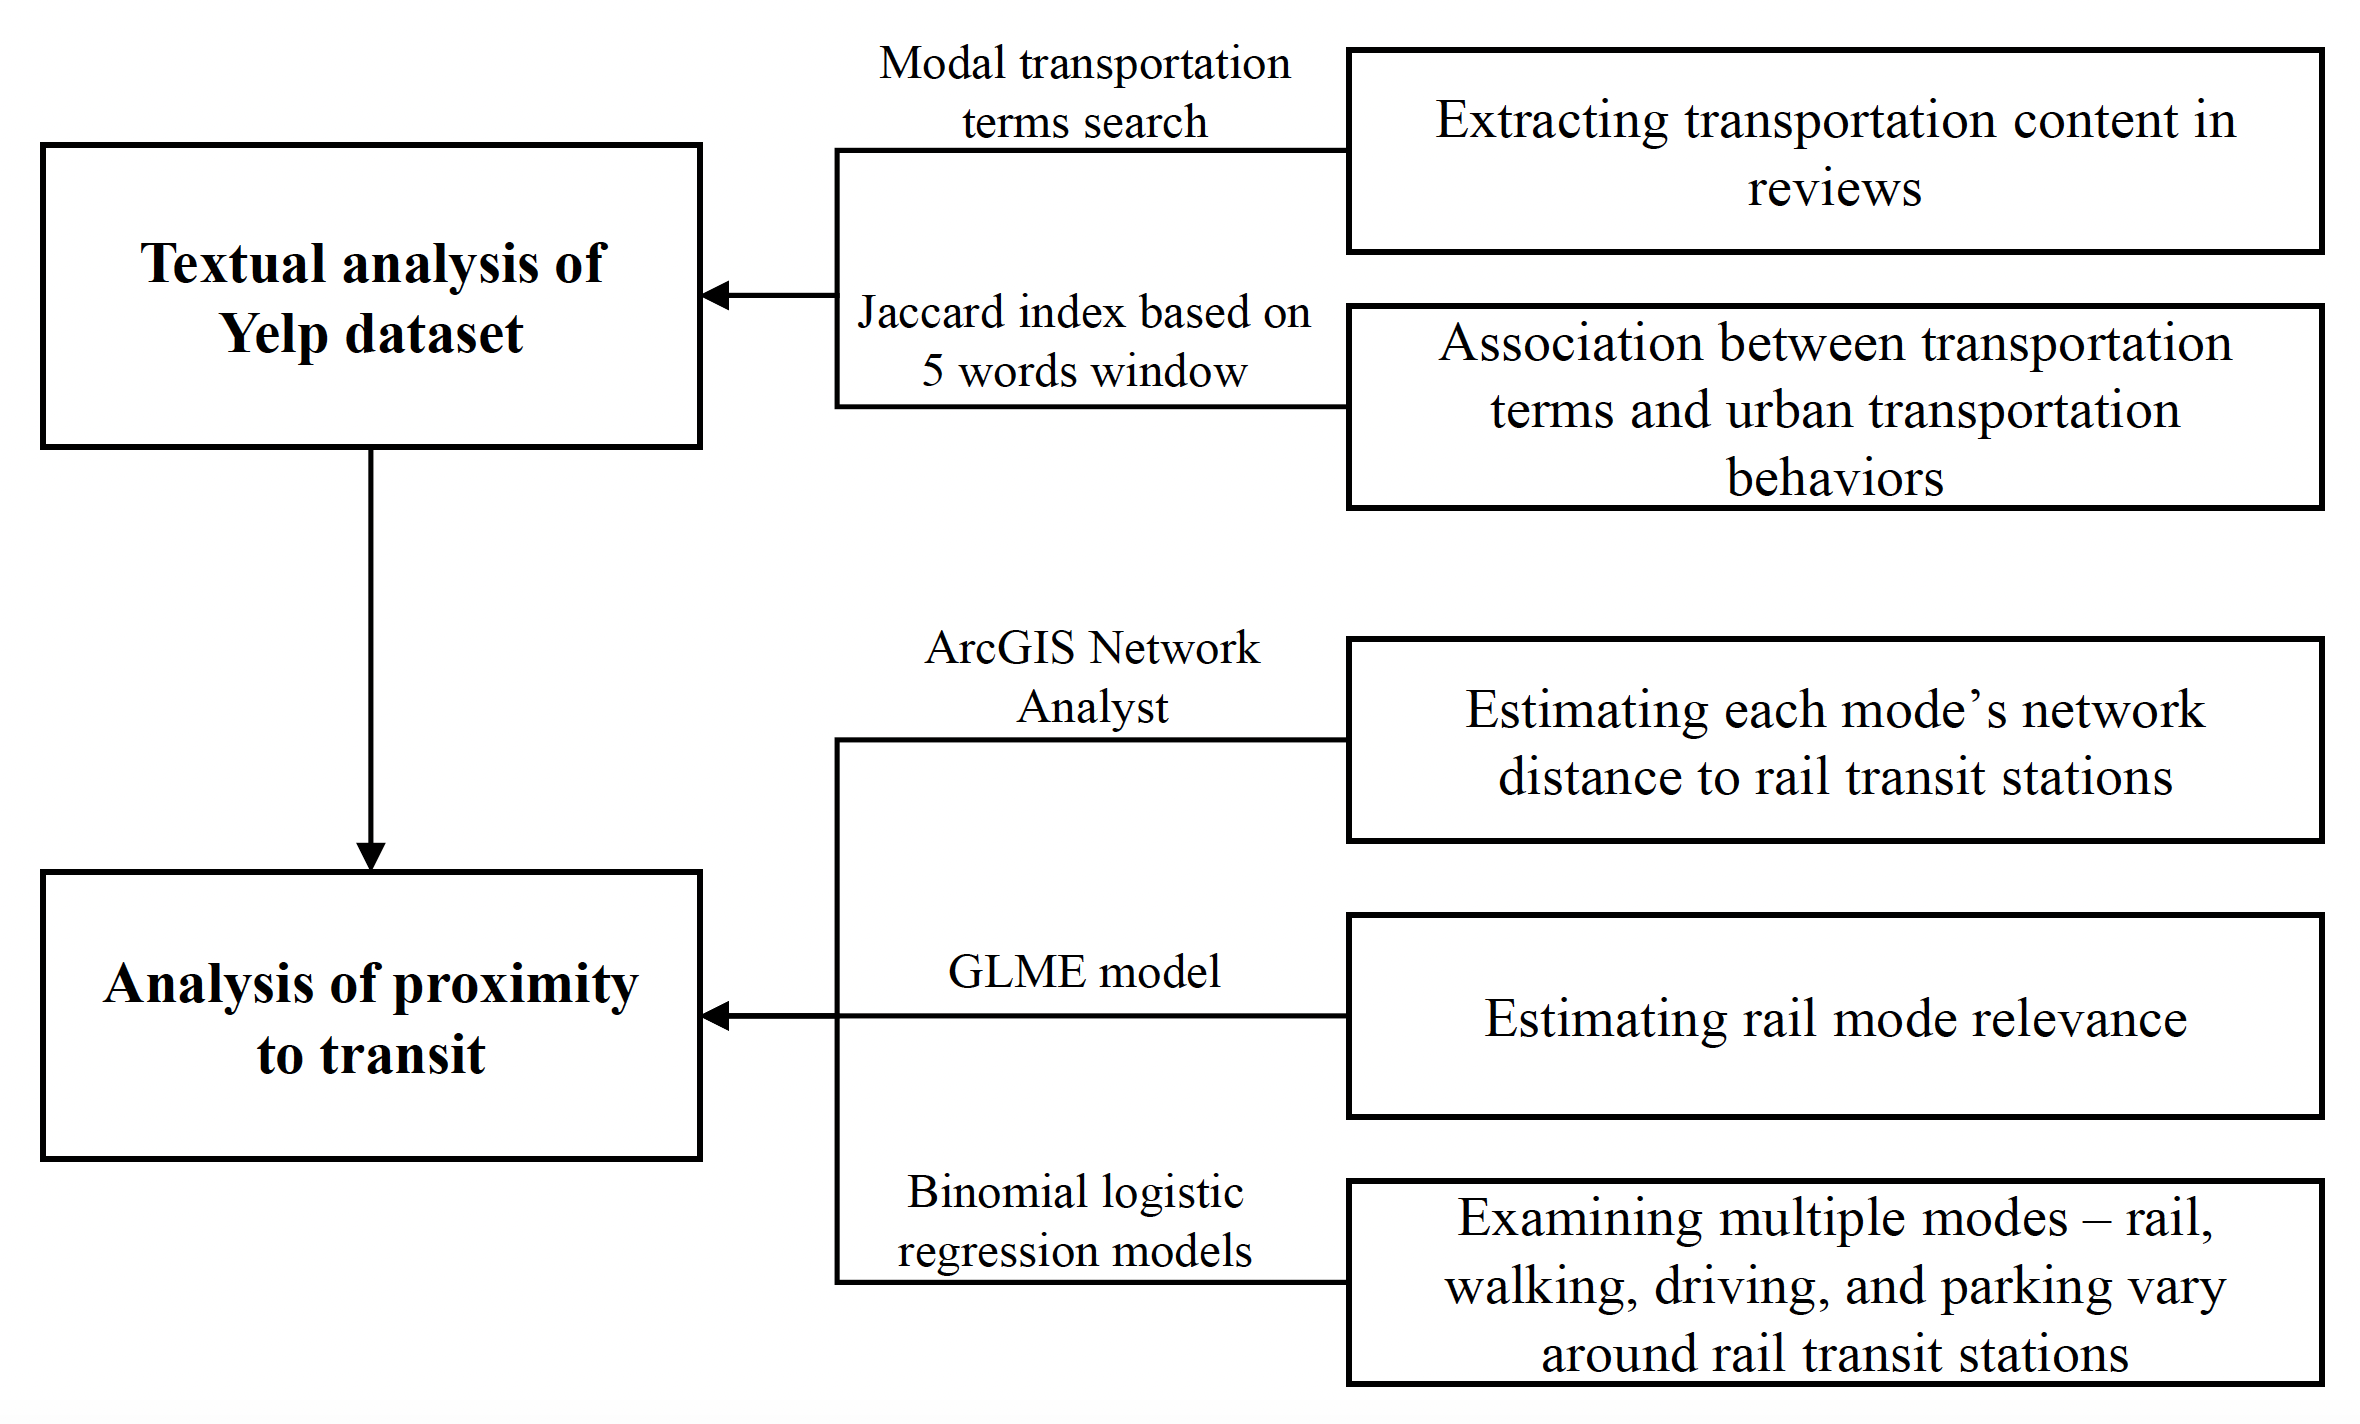 Modal transportation
terms search
Extracting transportation content in
reviews
Textual analysis of
Yelp dataset
Jaccard index based on
5 words window
Association between transportation
terms and urban transportation
behaviors
ArcGIS Network
Analyst
Estimating each mode’s network
distance to rail transit stations
Analysis of proximity
to transit
GLME model
Estimating rail mode relevance
Binomial logistic
regression models
Examining multiple modes – rail,
walking, driving, and parking vary
around rail transit stations